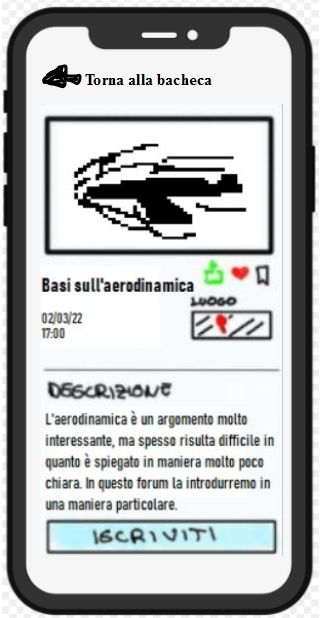 Torna alla bacheca
Basi sull'aerodinamica
LUOGO
02/03/22
17:00
DESCRIZIONE
L'aerodinamica è un argomento molto
interessante, ma spesso risulta difficile in
quanto è spiegato in maniera molto poco
chiara. In questo forum la introdurremo in
una maniera particolare.
ISCRIVITI